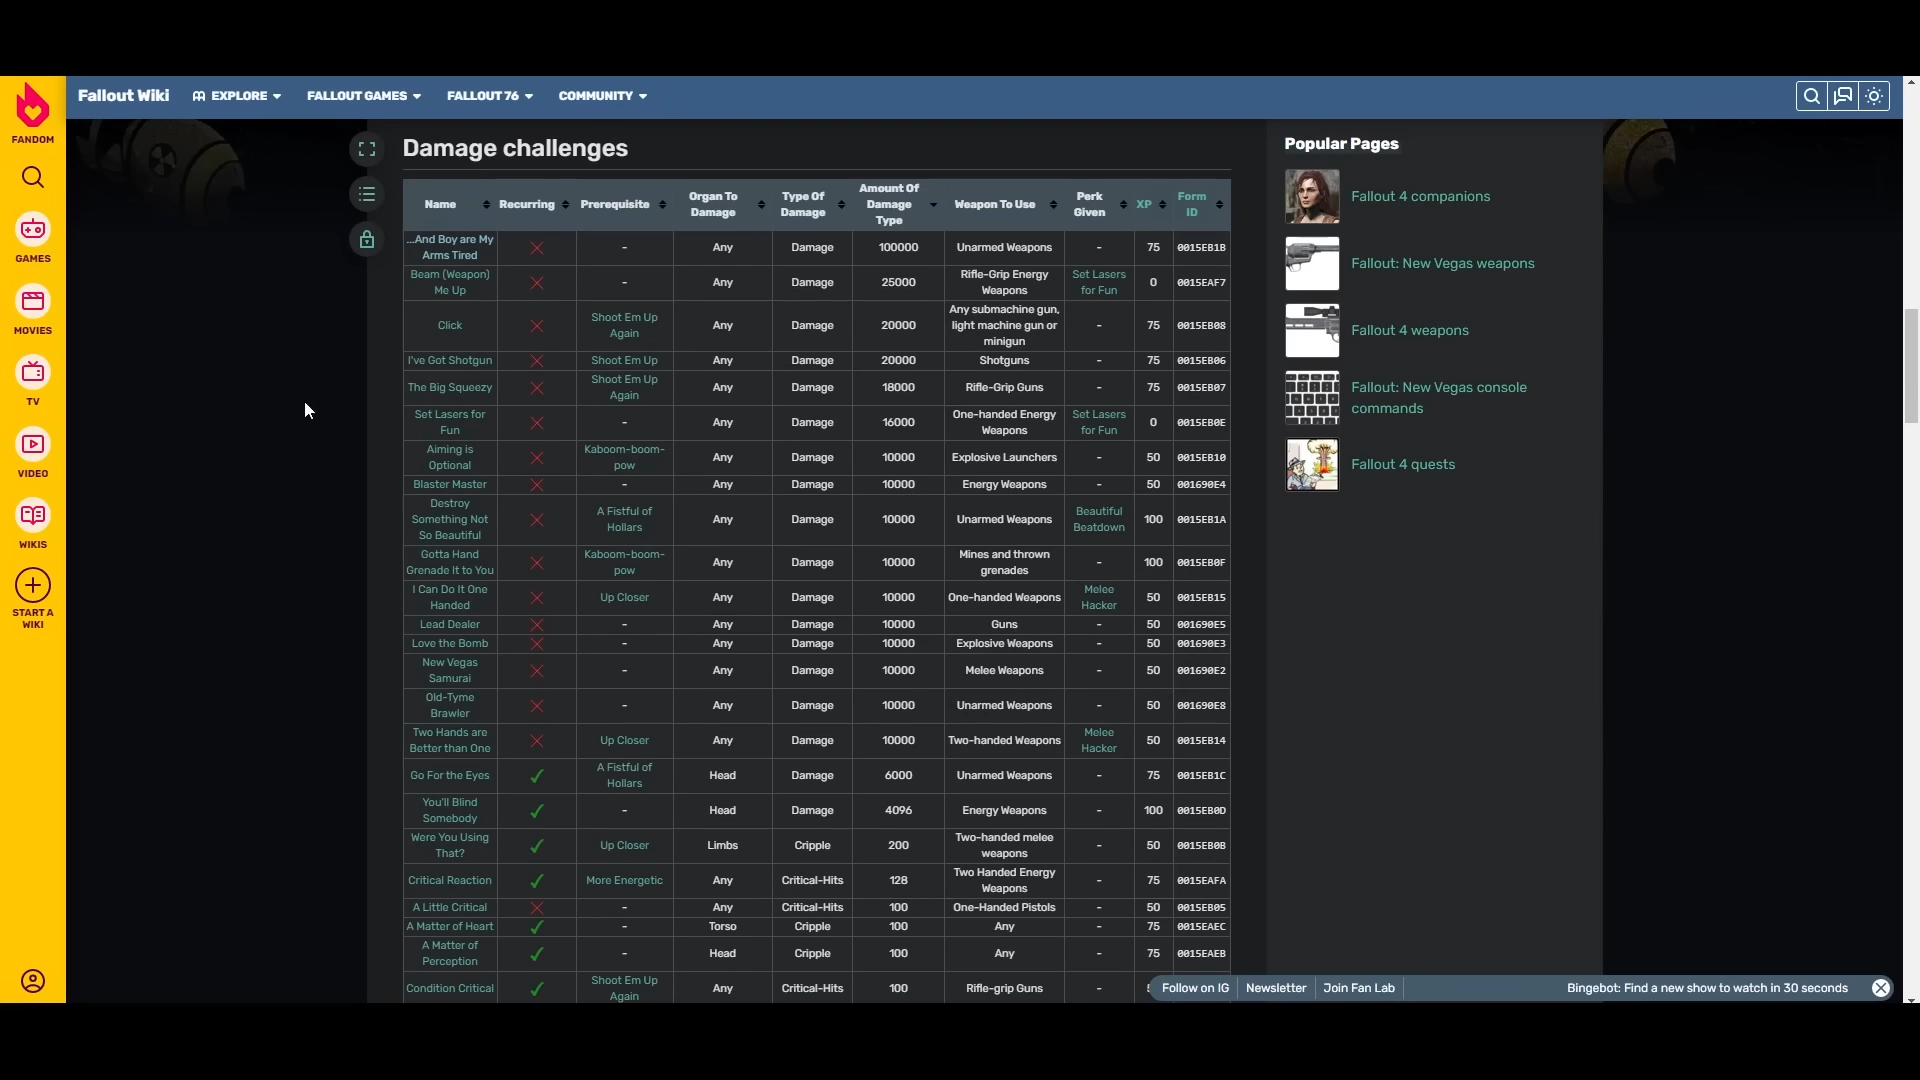 Fallout Wiki
EXPLORE
FALLOUT GAMES
FALLOUT 76
COMMUNITY
FANDOM
GAMES
MOVIES
TV
VIDEO
WIKIS
START A
WIKI
Damage challenges
Name Recurring Prerequisite Organ To Damage Type Of Damage Amount Of Damage Type Weapon To Use Perk Given XP Form ID
...And Boy are My Arms Tired - Any Damage 100000 Unarmed Weapons - 75 0015EB1B
Beam (Weapon) Me Up - Any Damage 25000 Rifle-Grip Energy Weapons Set Lasers for Fun 0 0015EAF7
Click Shoot Em Up Again Any Damage 20000 Any submachine gun, light machine gun or minigun - 75 0015EB08
I've Got Shotgun Shoot Em Up Any Damage 20000 Shotguns - 75 0015EB06
The Big Squeezy Shoot Em Up Again Any Damage 18000 Rifle-Grip Guns - 75 0015EB07
Set Lasers for Fun - Any Damage 16000 One-handed Energy Weapons Set Lasers for Fun 0 0015EB0E
Aiming is Optional Kaboom-boom-pow Any Damage 10000 Explosive Launchers - 50 0015EB10
Blaster Master - Any Damage 10000 Energy Weapons - 50 001690E4
Destroy Something Not So Beautiful A Fistful of Hollars Any Damage 10000 Unarmed Weapons Beautiful Beatdown 100 0015EB1A
Gotta Hand Grenade It to You Kaboom-boom-pow Any Damage 10000 Mines and thrown grenades - 100 0015EB0F
I Can Do It One Handed Up Closer Any Damage 10000 One-handed Weapons Melee Hacker 50 0015EB15
Lead Dealer - Any Damage 10000 Guns - 50 001690E5
Love the Bomb - Any Damage 10000 Explosive Weapons - 50 001690E3
New Vegas Samurai - Any Damage 10000 Melee Weapons - 50 001690E2
Old-Tyme Brawler - Any Damage 10000 Unarmed Weapons - 50 001690E8
Two Hands are Better than One Up Closer Any Damage 10000 Two-handed Weapons Melee Hacker 50 0015EB14
Go For the Eyes A Fistful of Hollars Head Damage 6000 Unarmed Weapons - 75 0015EB1C
You'll Blind Somebody - Head Damage 4096 Energy Weapons - 100 0015EB0D
Were You Using That? Up Closer Limbs Cripple 200 Two-handed melee weapons - 50 0015EB0B
Critical Reaction More Energetic Any Critical-Hits 128 Two Handed Energy Weapons - 75 0015EAFA
A Little Critical - Any Critical-Hits 100 One-Handed Pistols - 50 0015EB05
A Matter of Heart - Torso Cripple 100 Any - 75 0015EAEC
A Matter of Perception - Head Cripple 100 Any - 75 0015EAEB
Condition Critical Shoot Em Up Again Any Critical-Hits 100 Rifle-grip Guns -
Popular Pages
Fallout 4 companions
Fallout: New Vegas weapons
Fallout 4 weapons
Fallout: New Vegas console
commands
Fallout 4 quests
Follow on IG
Newsletter
Join Fan Lab
Bingebot: Find a new show to watch in 30 seconds